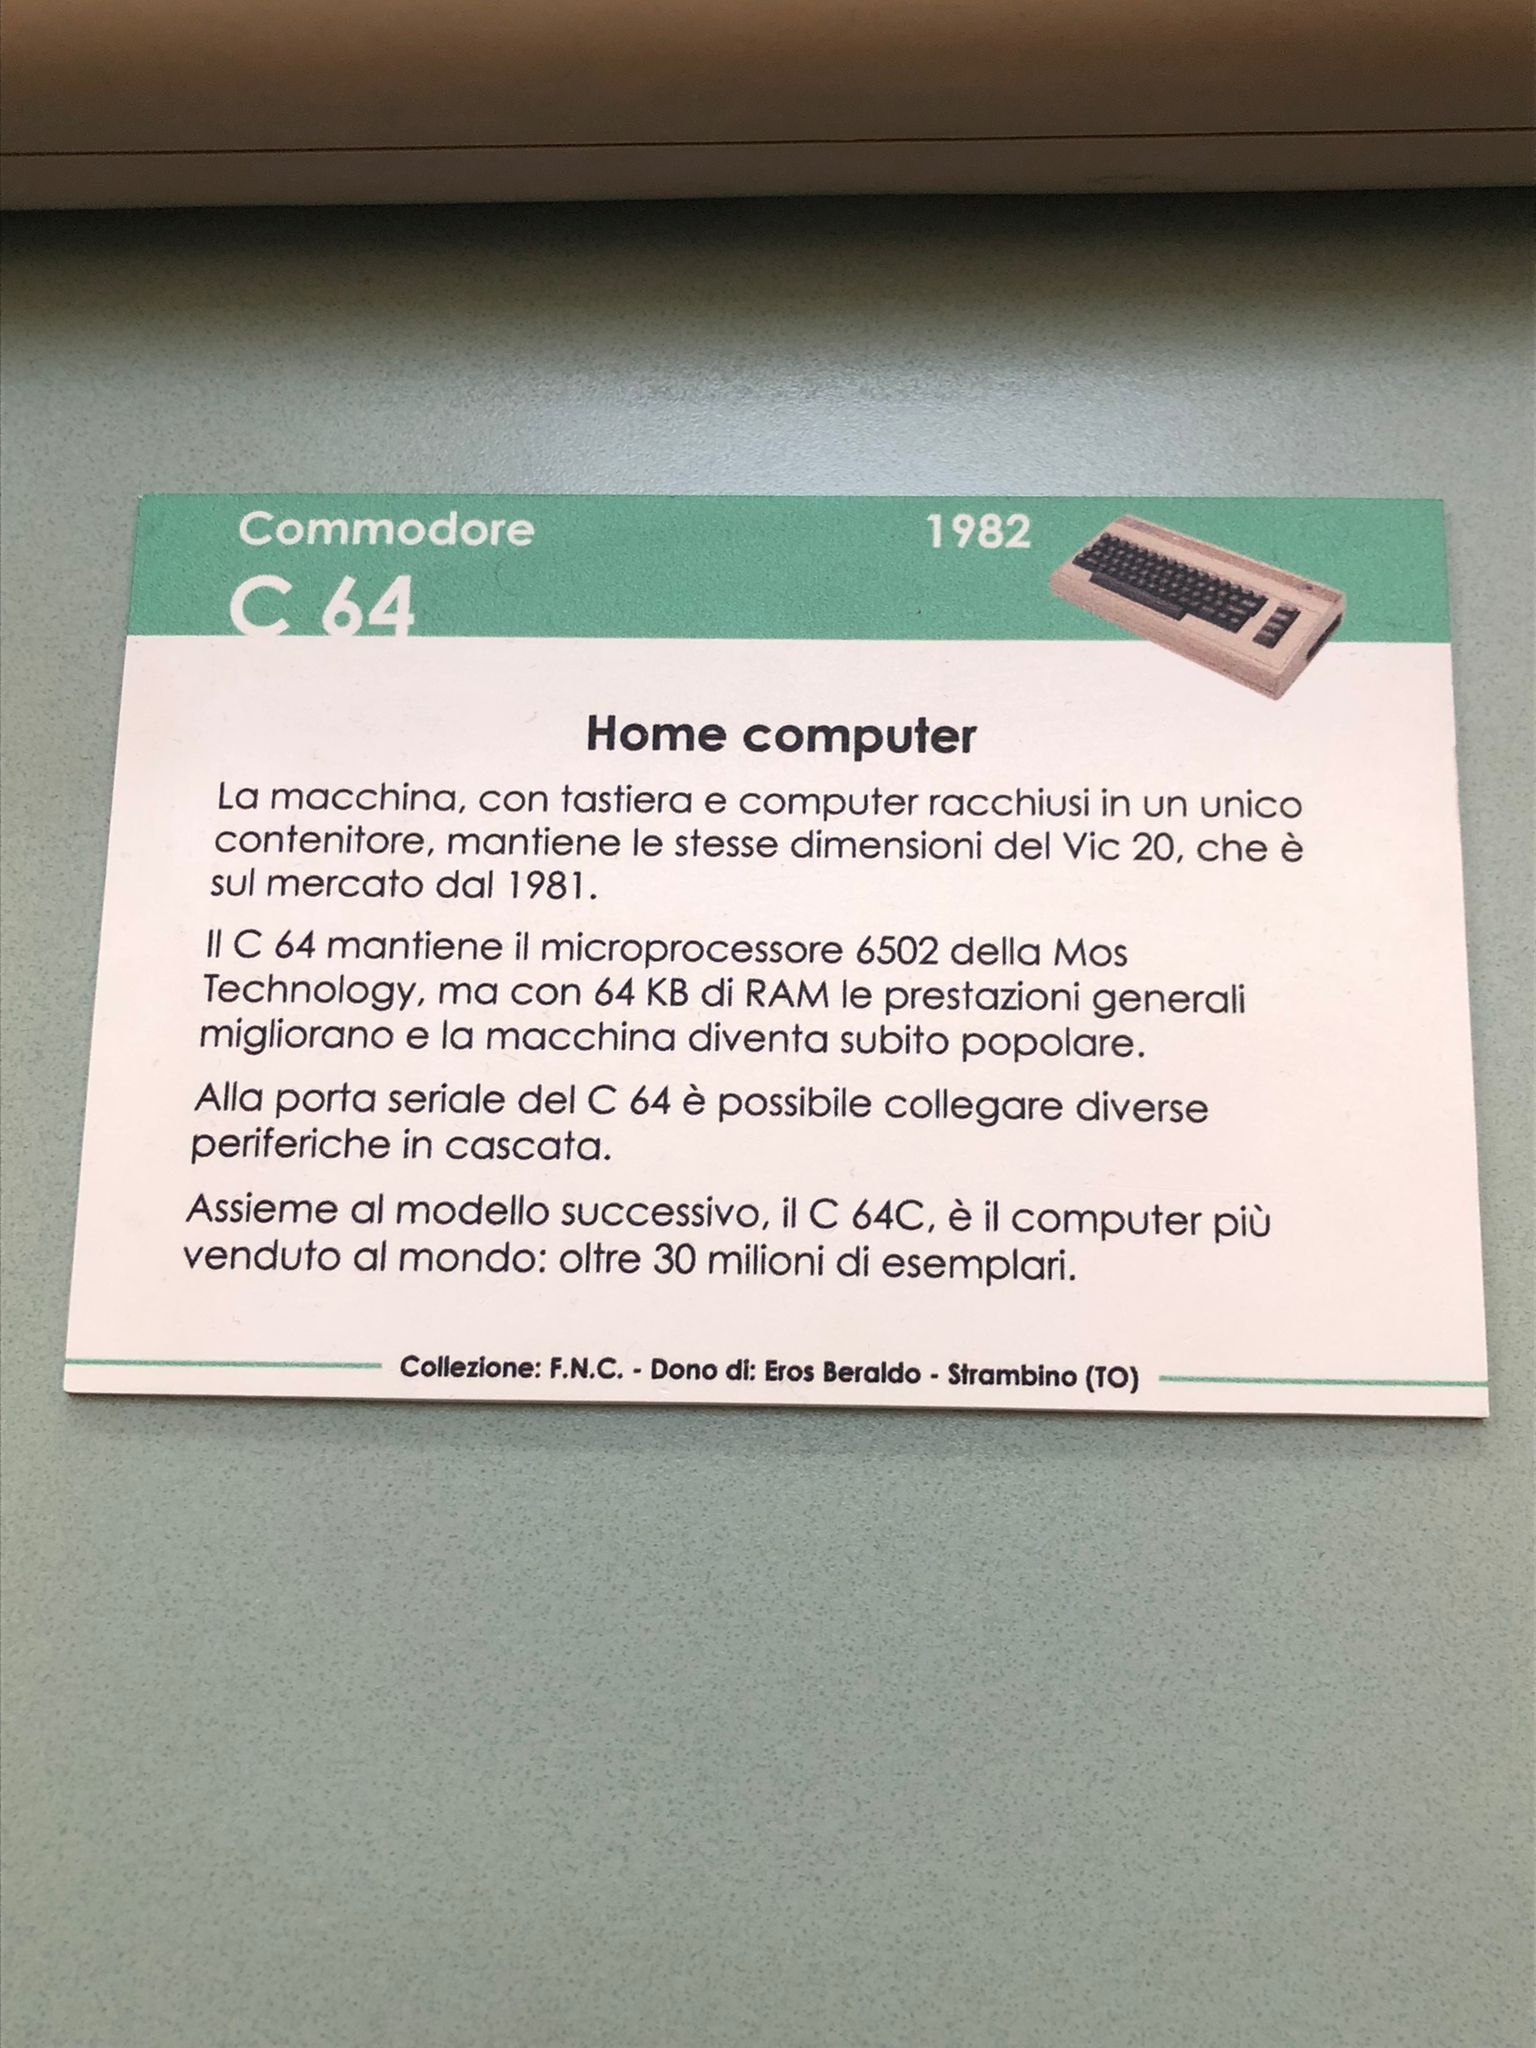 Commodore 1982
C 64
Home computer
La macchina, con tastiera e computer racchiusi in un unico
contenitore, mantiene le stesse dimensioni del Vic 20, che è
sul mercato dal 1981.
Il C 64 mantiene il microprocessore 6502 della Mos
Technology, ma con 64 KB di RAM le prestazioni generali
migliorano e la macchina diventa subito popolare.
Alla porta seriale del C 64 è possibile collegare diverse
periferiche in cascata.
Assieme al modello successivo, il C 64C, è il computer più
venduto al mondo: oltre 30 milioni di esemplari.
Collezione: F.N.C. - Dono di: Eros Beraldo - Strambino (TO)